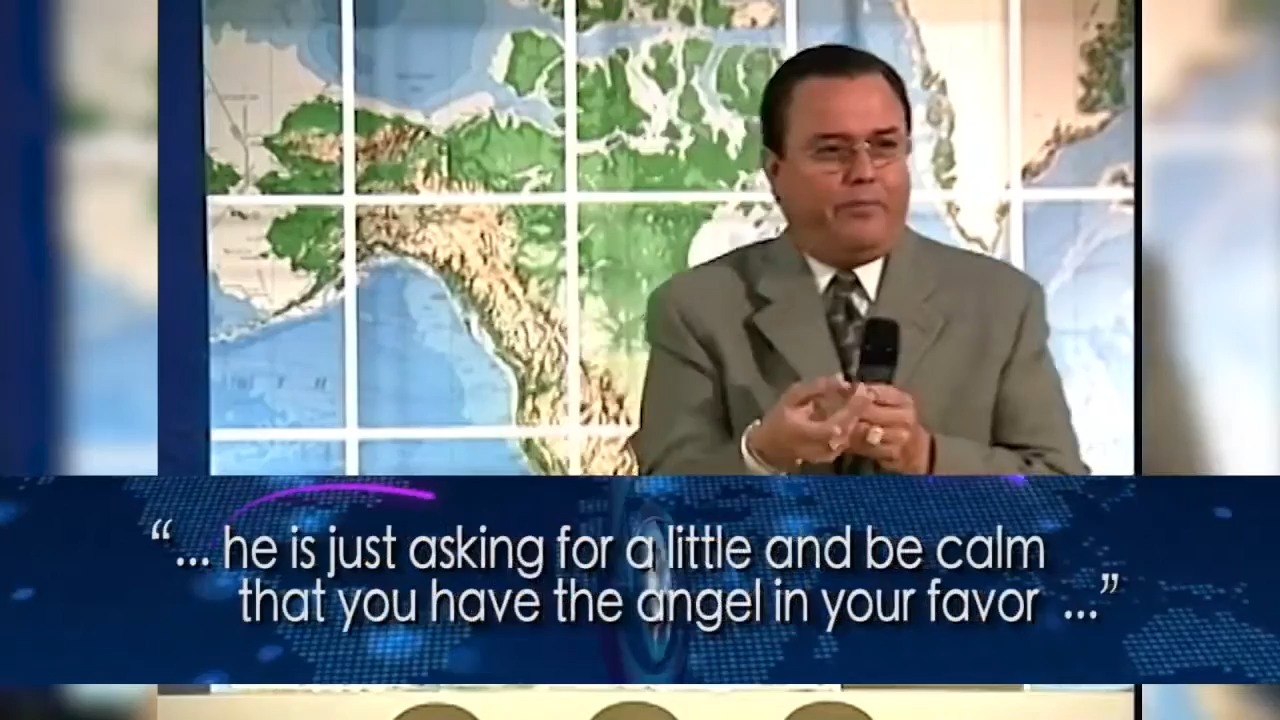 “... he is just asking for a little and be calm
that you have the angel in your favor ...”